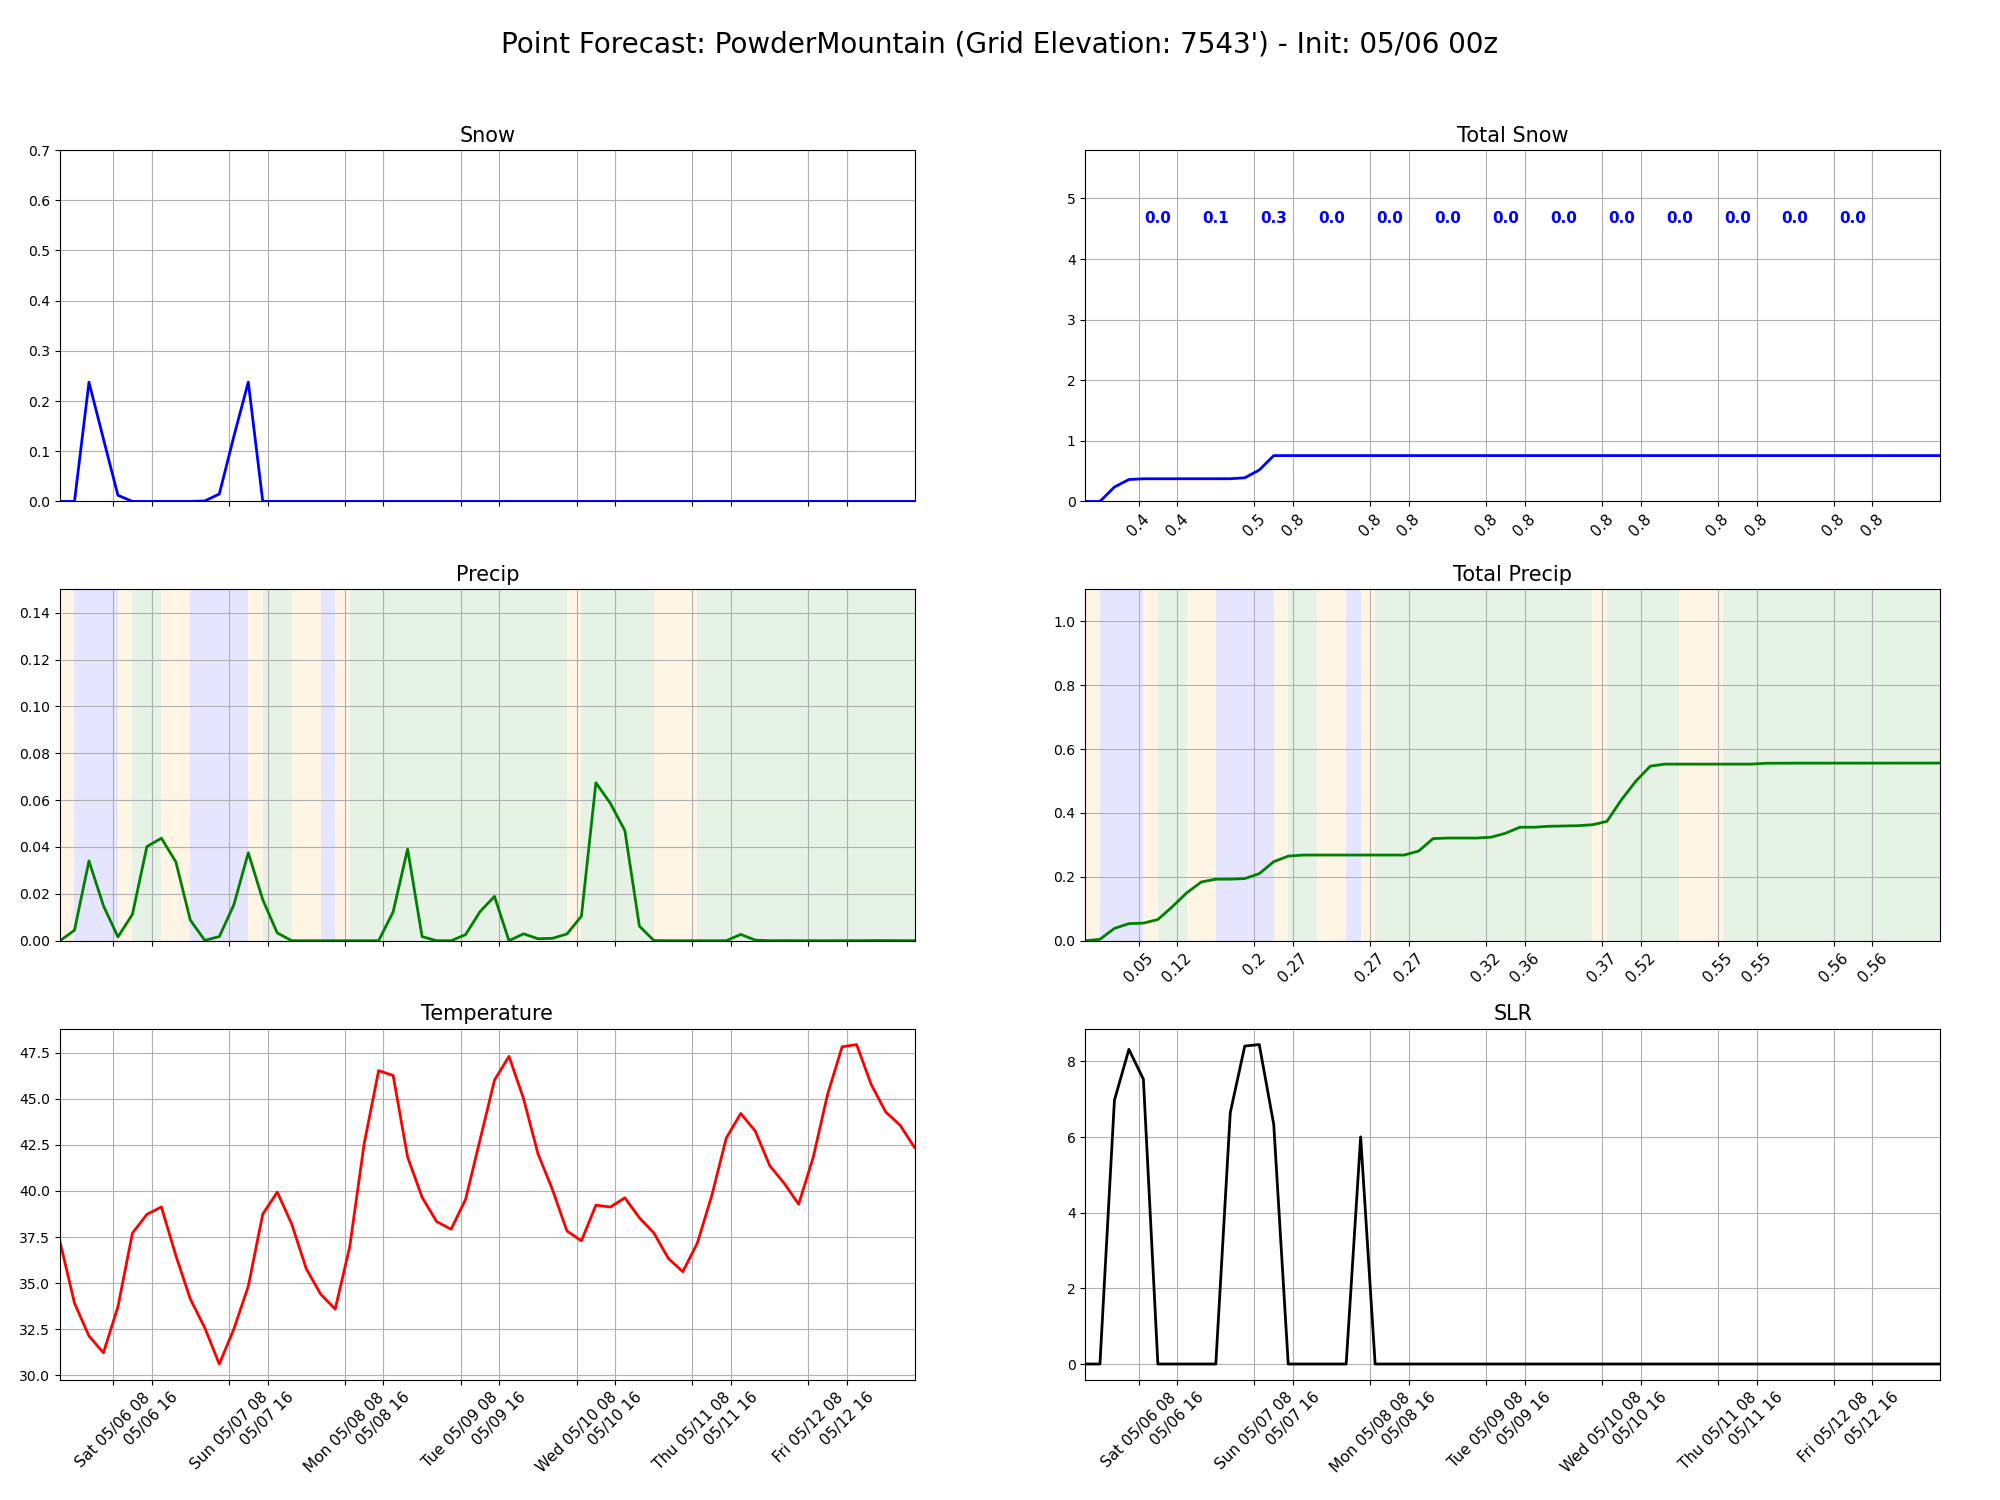 Point Forecast: PowderMountain (Grid Elevation: 7543') - Init: 05/06 00z
Snow
0.7
0.6
0.5
0.4
0.3
0.2
0.1
0.0
Total Snow
5
4
3
2
1
0
0.0 0.1 0.3 0.0 0.0 0.0 0.0 0.0 0.0 0.0 0.0 0.0 0.0
0.4 0.4 0.5 0.8 0.8 0.8 0.8 0.8 0.8 0.8 0.8 0.8 0.8 0.8
Precip
0.14
0.12
0.10
0.08
0.06
0.04
0.02
0.00
Total Precip
1.0
0.8
0.6
0.4
0.2
0.0
0.05 0.12 0.2 0.27 0.27 0.27 0.32 0.36 0.37 0.52 0.55 0.55 0.56 0.56
Temperature
47.5
45.0
42.5
40.0
37.5
35.0
32.5
30.0
Sat 05/06 08
05/06 16
Sun 05/07 08
05/07 16
Mon 05/08 08
05/08 16
Tue 05/09 08
05/09 16
Wed 05/10 08
05/10 16
Thu 05/11 08
05/11 16
Fri 05/12 08
05/12 16
SLR
8
6
4
2
0
Sat 05/06 08
05/06 16
Sun 05/07 08
05/07 16
Mon 05/08 08
05/08 16
Tue 05/09 08
05/09 16
Wed 05/10 08
05/10 16
Thu 05/11 08
05/11 16
Fri 05/12 08
05/12 16